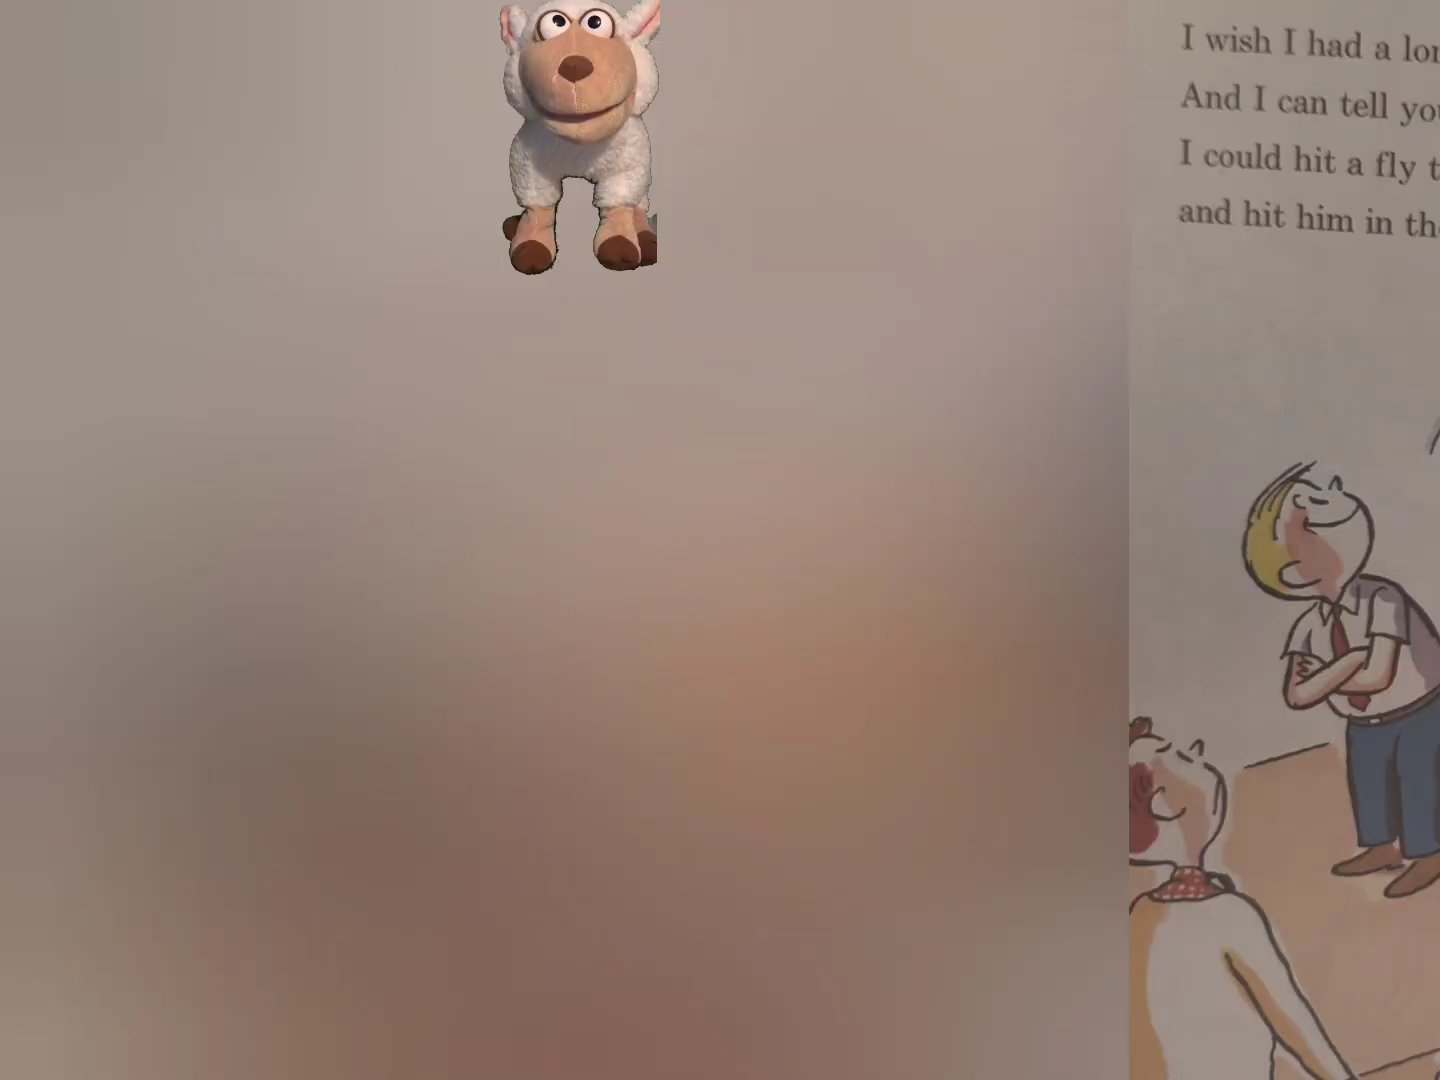 I wish I had a
And I can tell
I could hit a fly
and hit him in